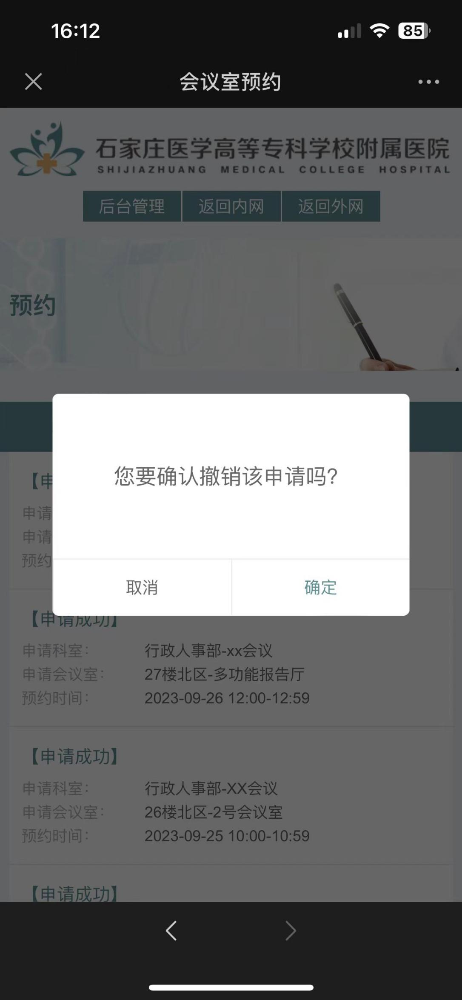 16:12
85
会议室预约
石家庄医学高等专科学校附属医院
SHIJIAZHUANG MEDICAL COLLEGE HOSPITAL
后台管理 返回内网 返回外网
预约
您要确认撤销该申请吗?
【申
申请
申请
预约
取消 确定
【申请成功】
申请科室: 行政人事部-xx会议
申请会议室: 27楼北区-多功能报告厅
预约时间: 2023-09-26 12:00-12:59
【申请成功】
申请科室: 行政人事部-XX会议
申请会议室: 26楼北区-2号会议室
预约时间: 2023-09-25 10:00-10:59
【申请成功】